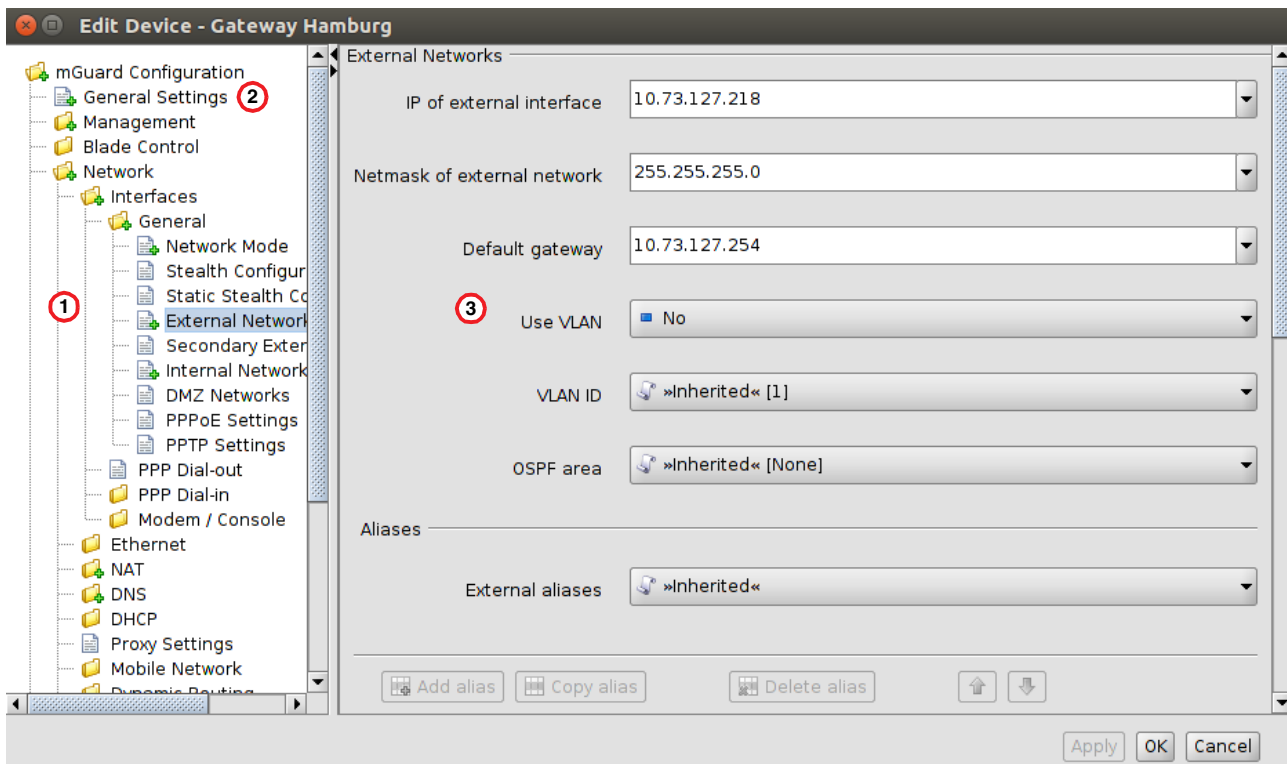 Edit Device - Gateway Hamburg
mGuard Configuration
General Settings 2
Management
Blade Control
Network
Interfaces
General
Network Mode
Stealth Configur
Static Stealth Co
1
External Network
Secondary Exter
Internal Network
DMZ Networks
PPPoE Settings
PPTP Settings
PPP Dial-out
PPP Dial-in
Modem / Console
Ethernet
NAT
DNS
DHCP
Proxy Settings
Mobile Network
Dynamic Routing
External Networks
IP of external interface 10.73.127.218
Netmask of external network 255.255.255.0
Default gateway 10.73.127.254
3
Use VLAN No
VLAN ID »Inherited« [1]
OSPF area »Inherited« [None]
Aliases
External aliases »Inherited«
Add alias Copy alias Delete alias
Apply OK Cancel